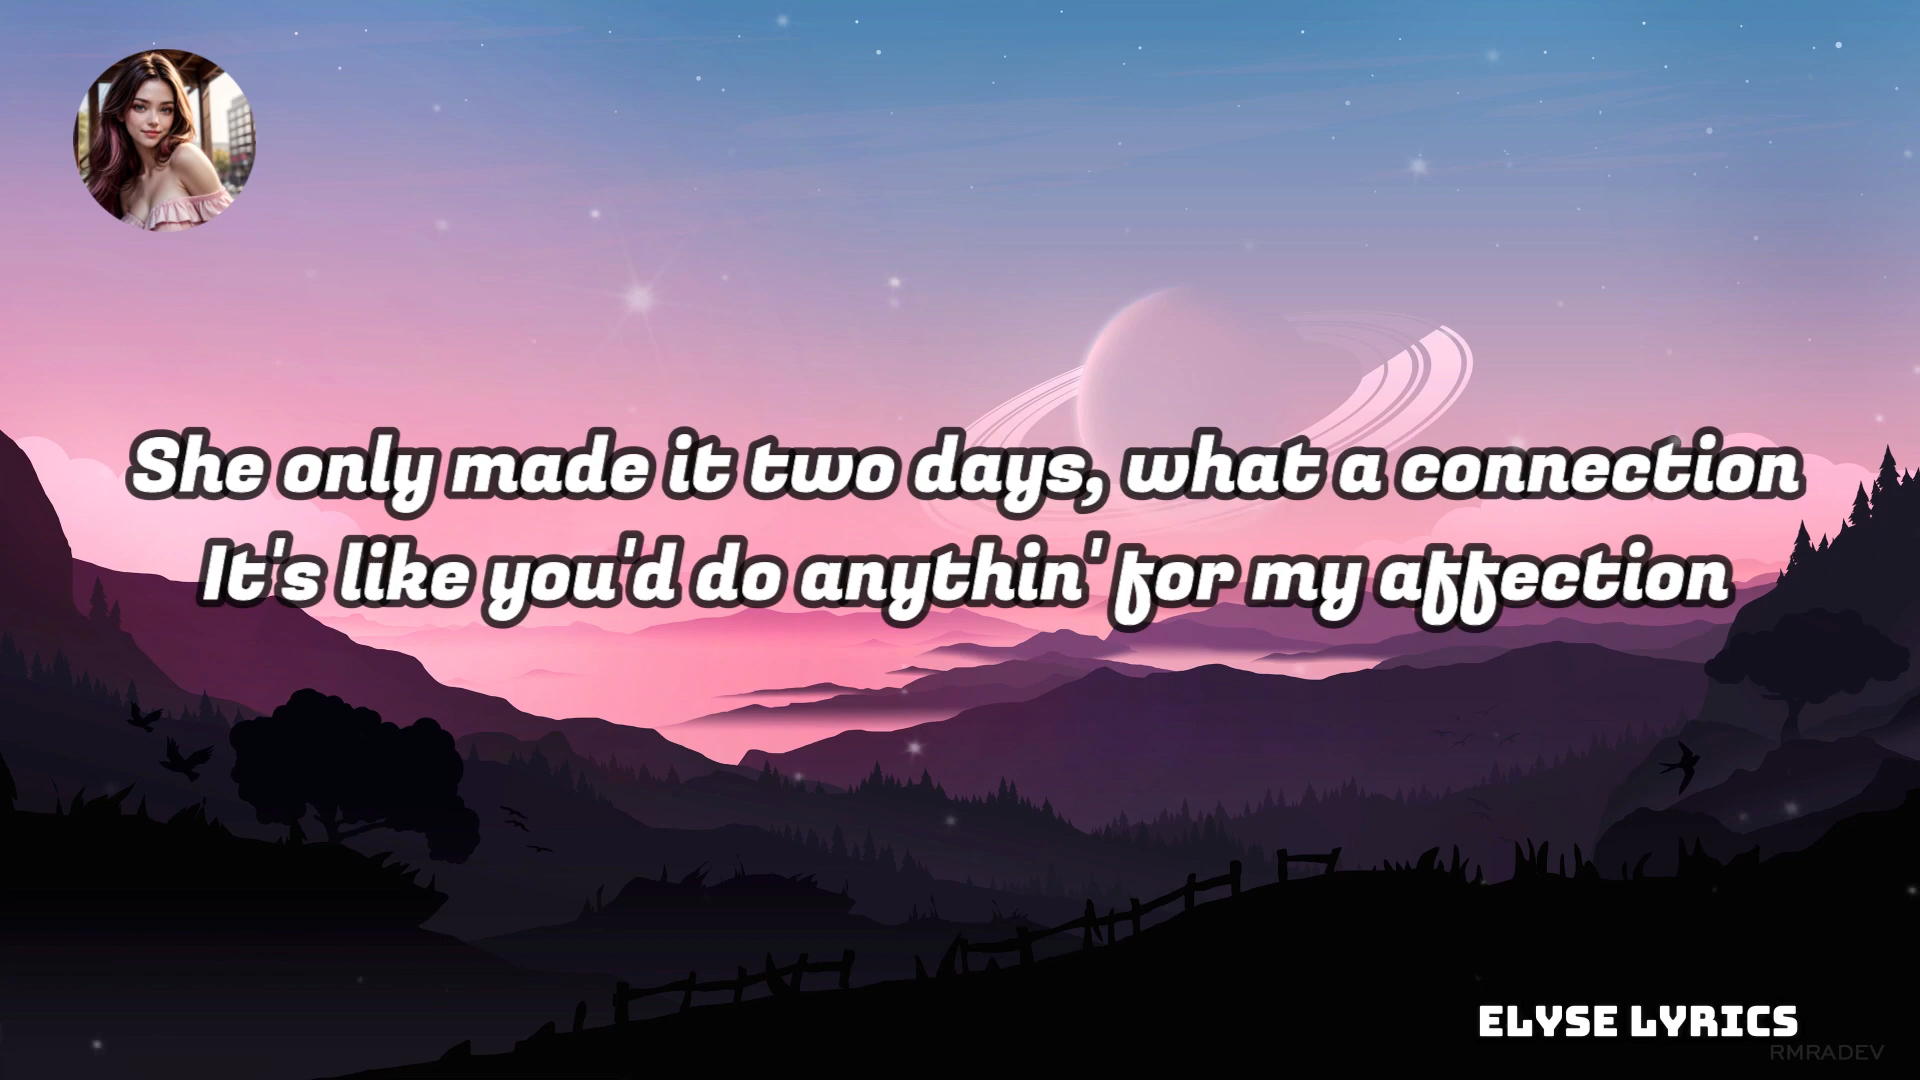 She only made it two days, what a connection
It's like you'd do anythin' for my affection
ELYSE LYRICS
RMRADEV